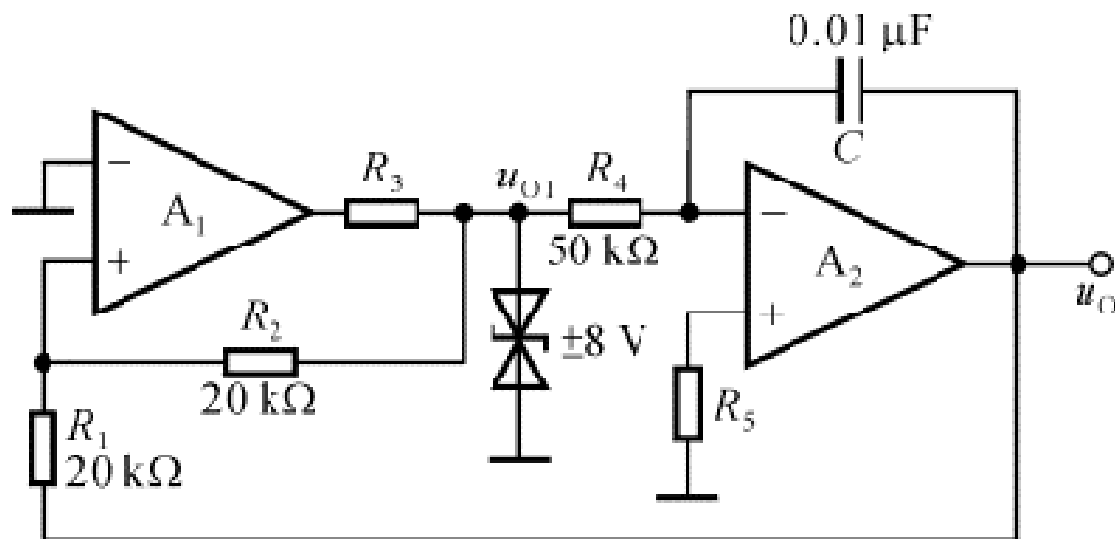 0.01 μF
C
R3
uO1
R4
50 kΩ
−
A1
+
−
A2
+
uO
R2
20 kΩ
±8 V
R5
R1
20 kΩ